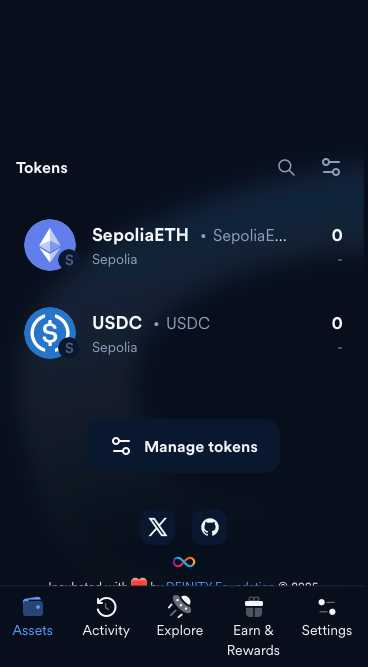 Tokens
SepoliaETH • SepoliaE... 0
Sepolia -
S
USDC • USDC 0
Sepolia -
S
Manage tokens
Incubated with ❤️ by DFINITY Foundation © 2025
Assets Activity Explore Earn & Rewards Settings